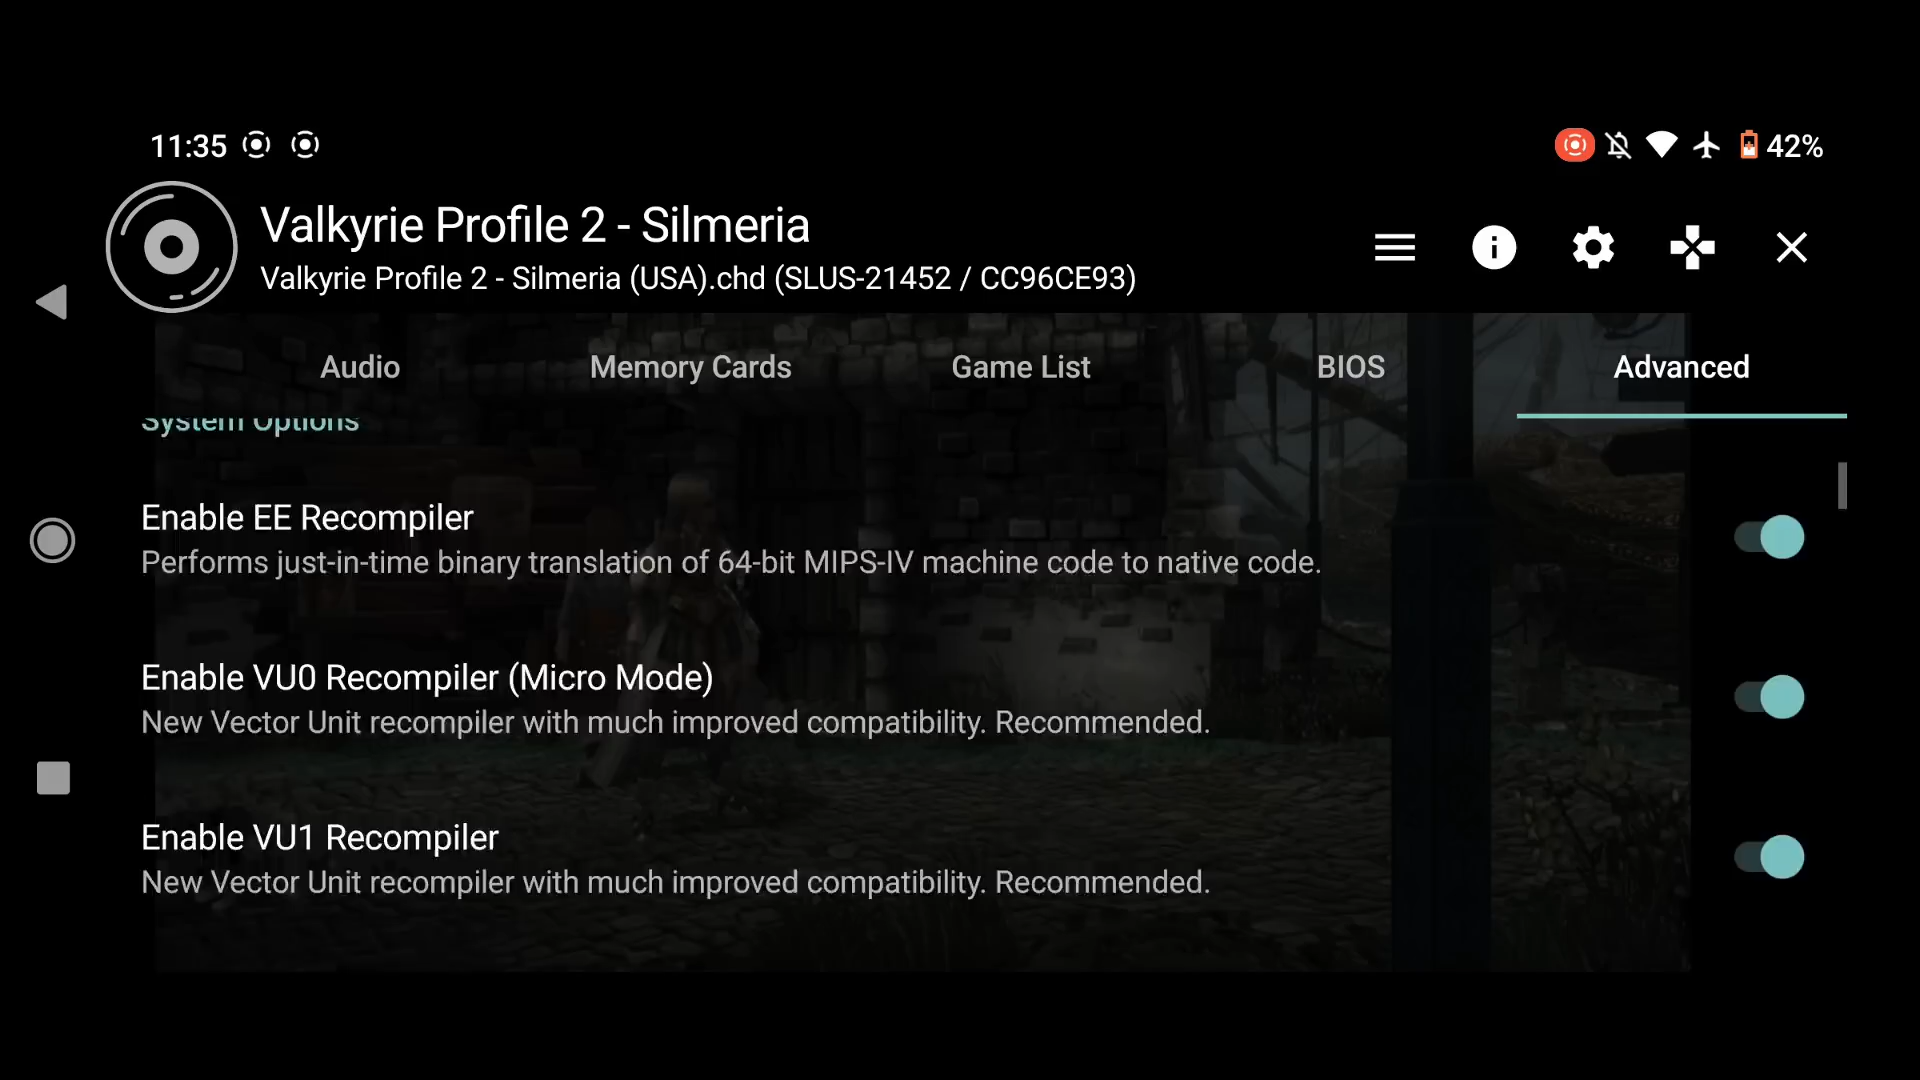 11:35
42%
Valkyrie Profile 2 - Silmeria
Valkyrie Profile 2 - Silmeria (USA).chd (SLUS-21452 / CC96CE93)
Audio
Memory Cards
Game List
BIOS
Advanced
System Options
Enable EE Recompiler
Performs just-in-time binary translation of 64-bit MIPS-IV machine code to native code.
Enable VU0 Recompiler (Micro Mode)
New Vector Unit recompiler with much improved compatibility. Recommended.
Enable VU1 Recompiler
New Vector Unit recompiler with much improved compatibility. Recommended.